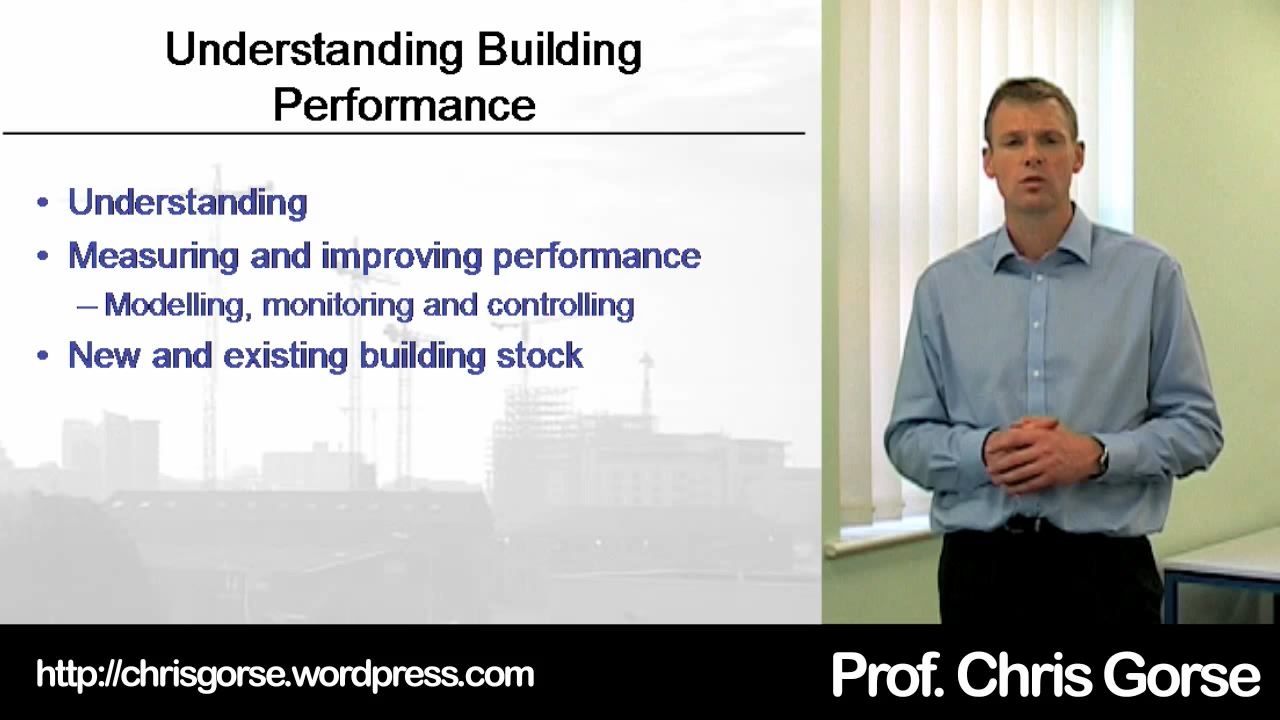 Understanding Building
Performance
• Understanding
• Measuring and improving performance
– Modelling, monitoring and controlling
• New and existing building stock
http://chrisgorse.wordpress.com
Prof. Chris Gorse